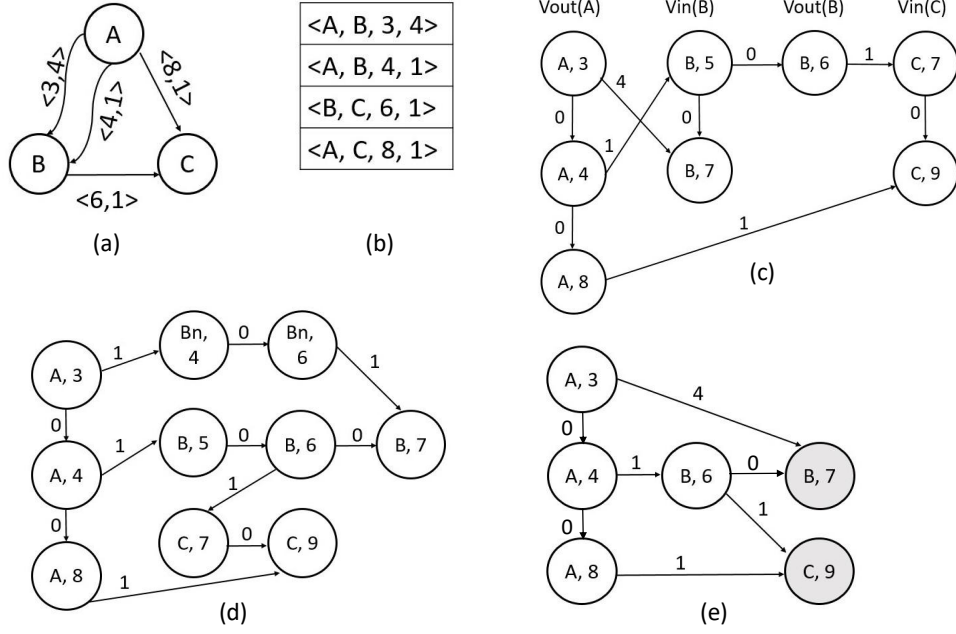 A
<3,4>
<4,1>
<8,1>
B
C
<6,1>
(a)
<A, B, 3, 4>
<A, B, 4, 1>
<B, C, 6, 1>
<A, C, 8, 1>
(b)
Vout(A) Vin(B) Vout(B) Vin(C)
A, 3
B, 5
0
B, 6
1
C, 7
4
0
0
0
A, 4
1
B, 7
C, 9
0
1
A, 8
(c)
Bn, 4
0
Bn, 6
A, 3
1
1
0
A, 4
1
B, 5
0
B, 6
0
B, 7
1
0
C, 7
0
C, 9
A, 8
1
(d)
A, 3
4
0
A, 4
1
B, 6
0
B, 7
1
0
A, 8
1
C, 9
(e)